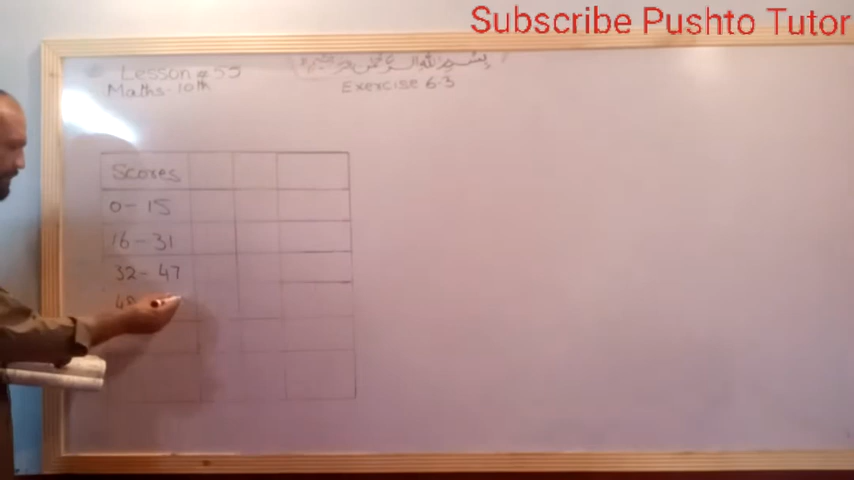 Subscribe Pushto Tutor
Lesson # 55
بسم الله الرحمن الرحيم
Maths-10th
Exercise 6.3
Scores
0-15
16-31
32-47
48